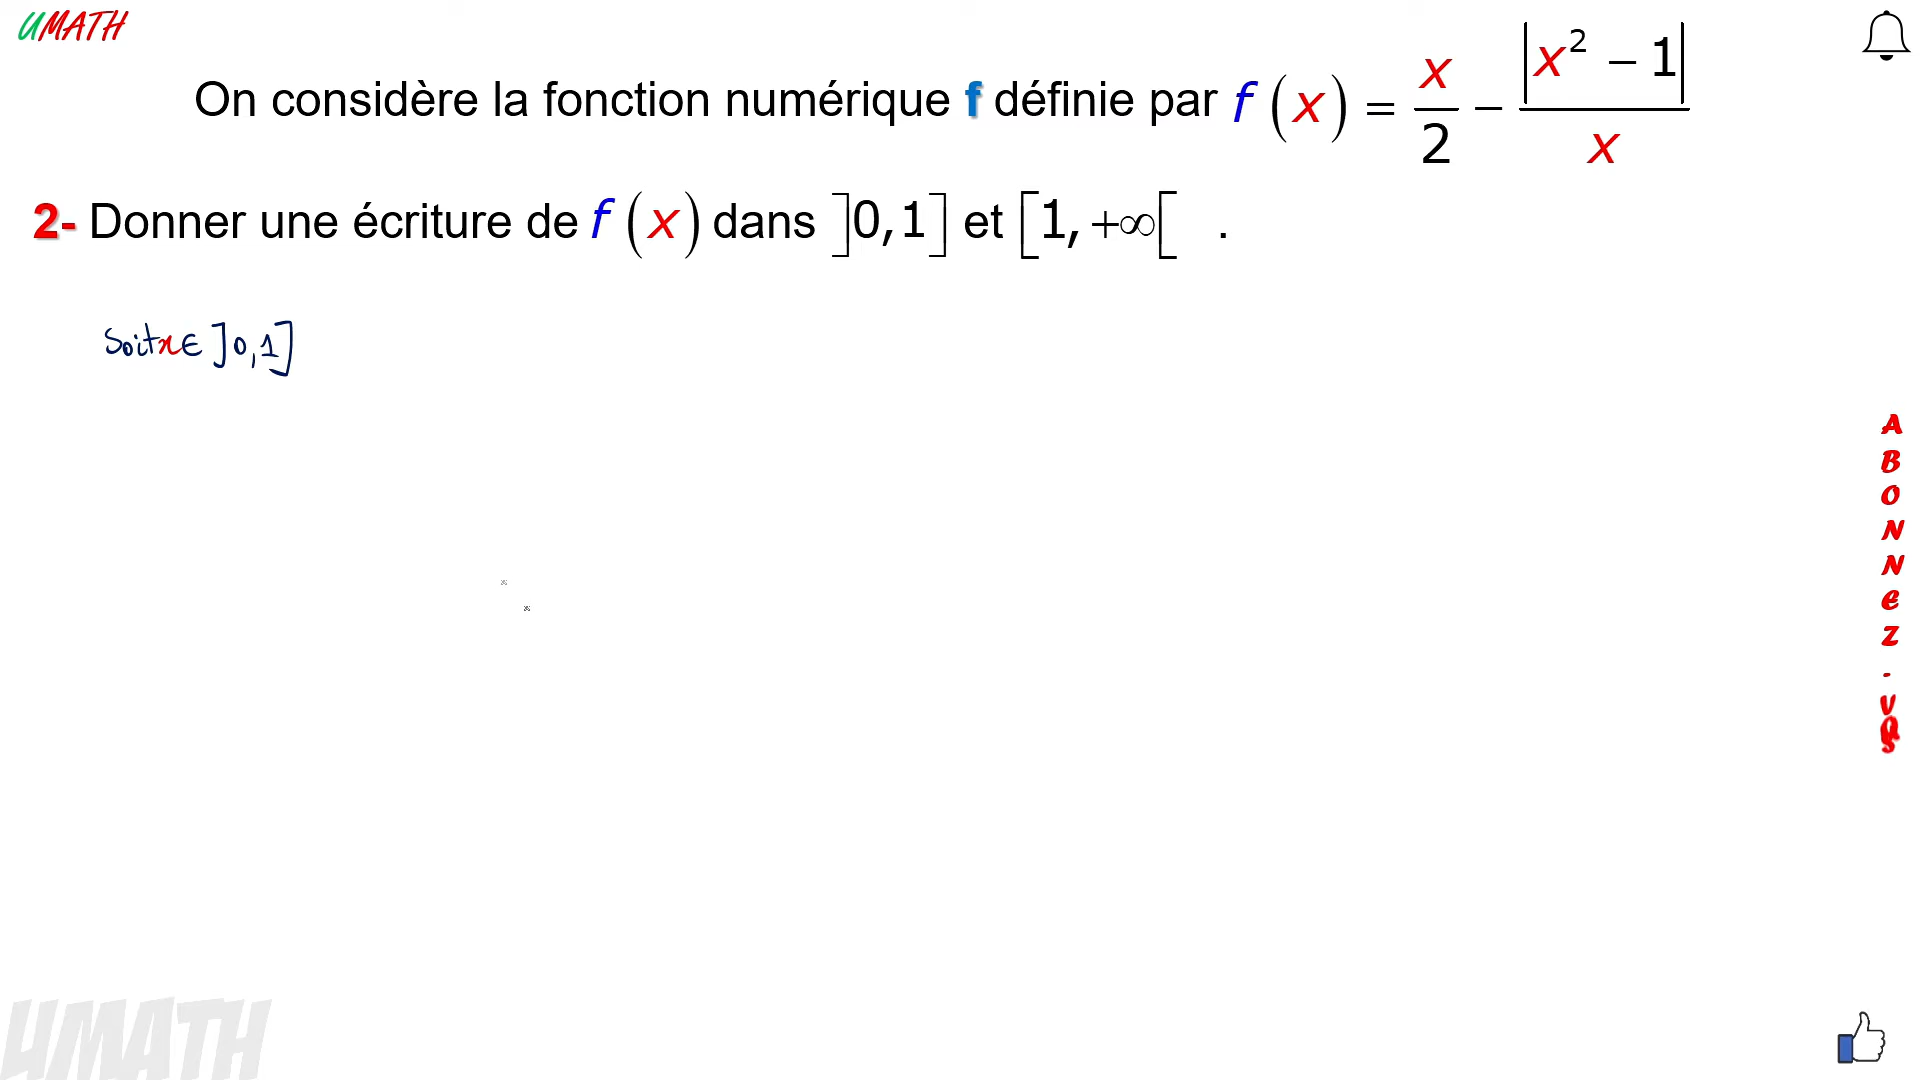 UMATH
On considère la fonction numérique f définie par f(x) = x/2 − |x² − 1|/x
2- Donner une écriture de f(x) dans ]0,1] et [1,+∞[ .
Soit x ∈ ]0,1]
ABONNEZ-VOUS
UMATH